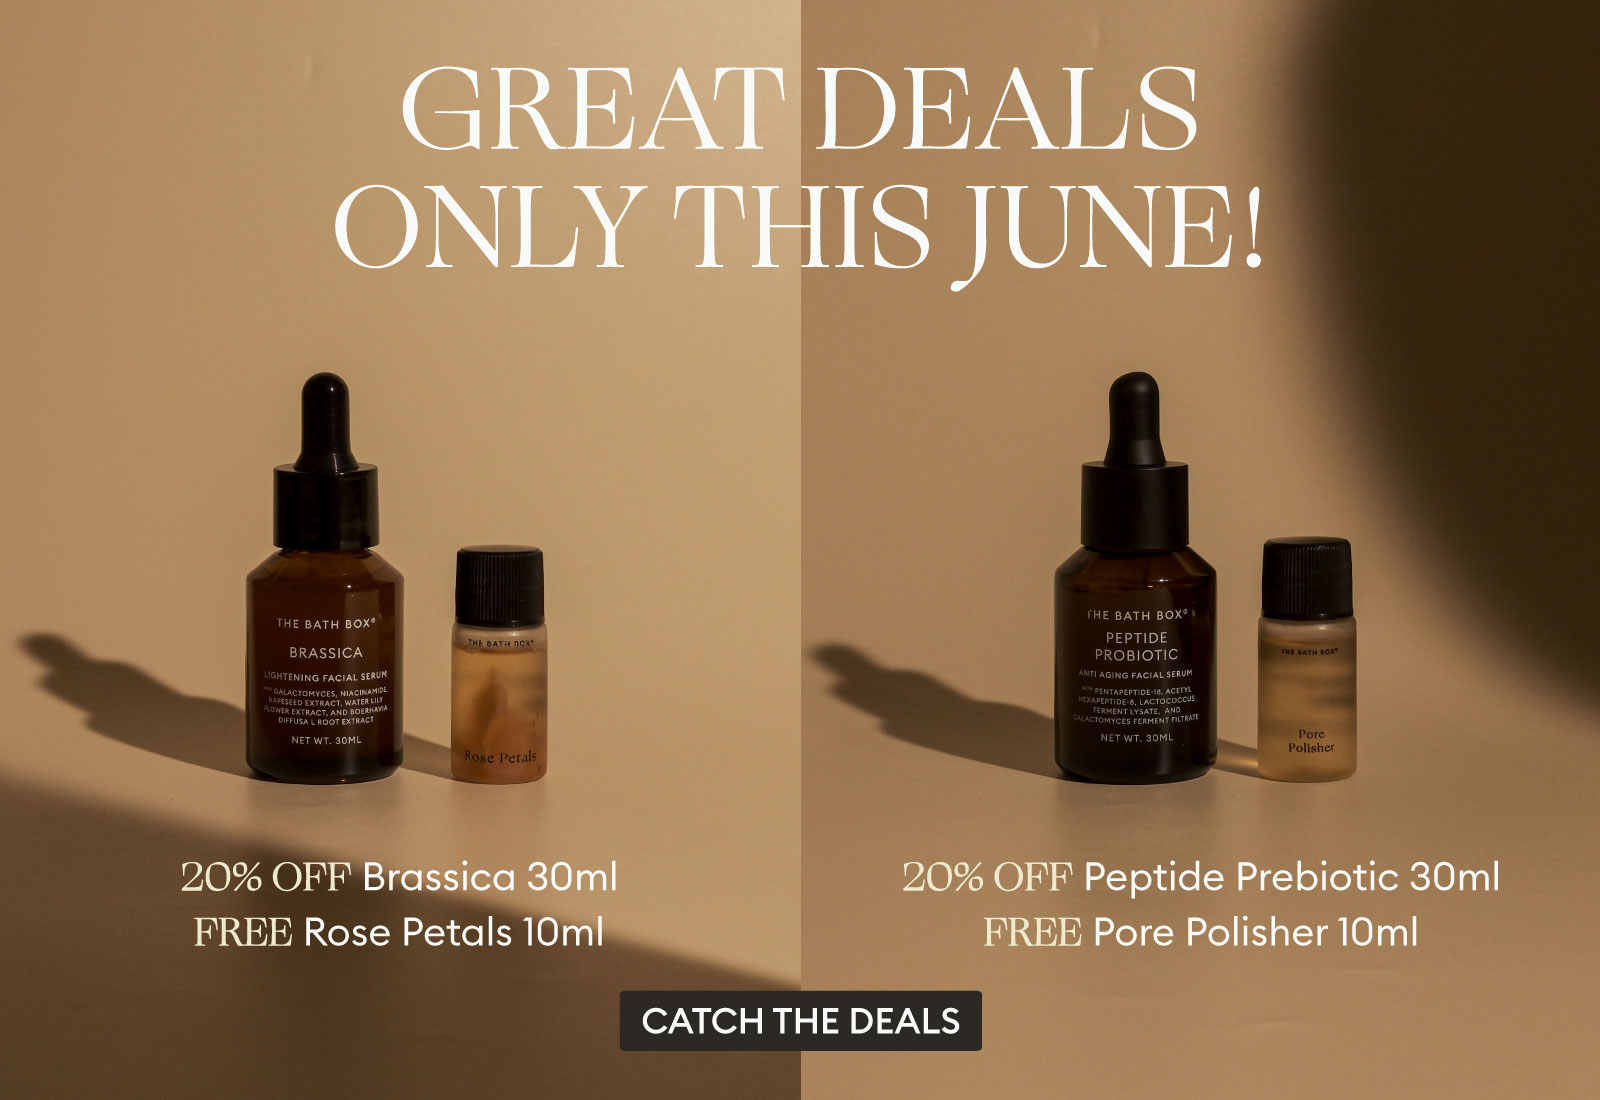 GREAT DEALS
ONLY THIS JUNE!
THE BATH BOX®
BRASSICA
LIGHTENING FACIAL SERUM
WITH GALACTOMYCES, NIACINAMIDE,
RAPESEED EXTRACT, WATER LILY
FLOWER EXTRACT, AND BOERHAVIA
DIFFUSA L ROOT EXTRACT
NET WT. 30ML
THE BATH BOX®
Rose Petals
THE BATH BOX®
PEPTIDE
PROBIOTIC
ANTI AGING FACIAL SERUM
WITH PENTAPEPTIDE-18, ACETYL
HEXAPEPTIDE-8, LACTOCOCCUS
FERMENT LYSATE, AND
GALACTOMYCES FERMENT FILTRATE
NET WT. 30ML
THE BATH BOX®
Pore
Polisher
20% OFF Brassica 30ml
FREE Rose Petals 10ml
20% OFF Peptide Prebiotic 30ml
FREE Pore Polisher 10ml
CATCH THE DEALS